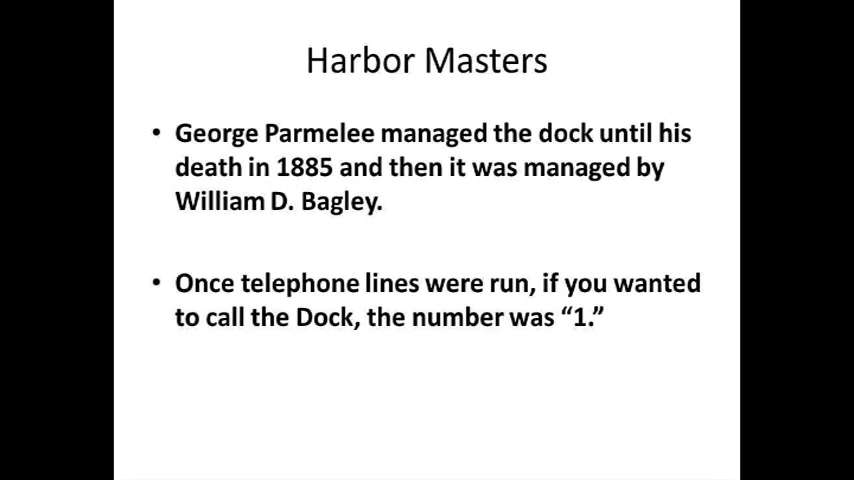 Harbor Masters
• George Parmelee managed the dock until his
death in 1885 and then it was managed by
William D. Bagley.
• Once telephone lines were run, if you wanted
to call the Dock, the number was “1.”